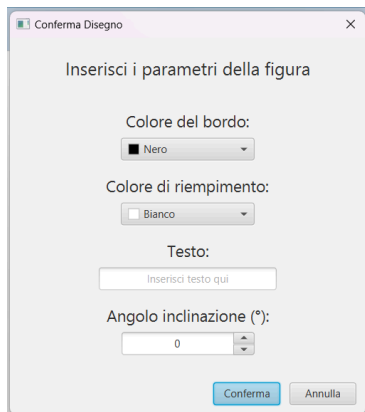 Conferma Disegno
Inserisci i parametri della figura
Colore del bordo:
Nero
Colore di riempimento:
Bianco
Testo:
Inserisci testo qui
Angolo inclinazione (°):
0
Conferma Annulla